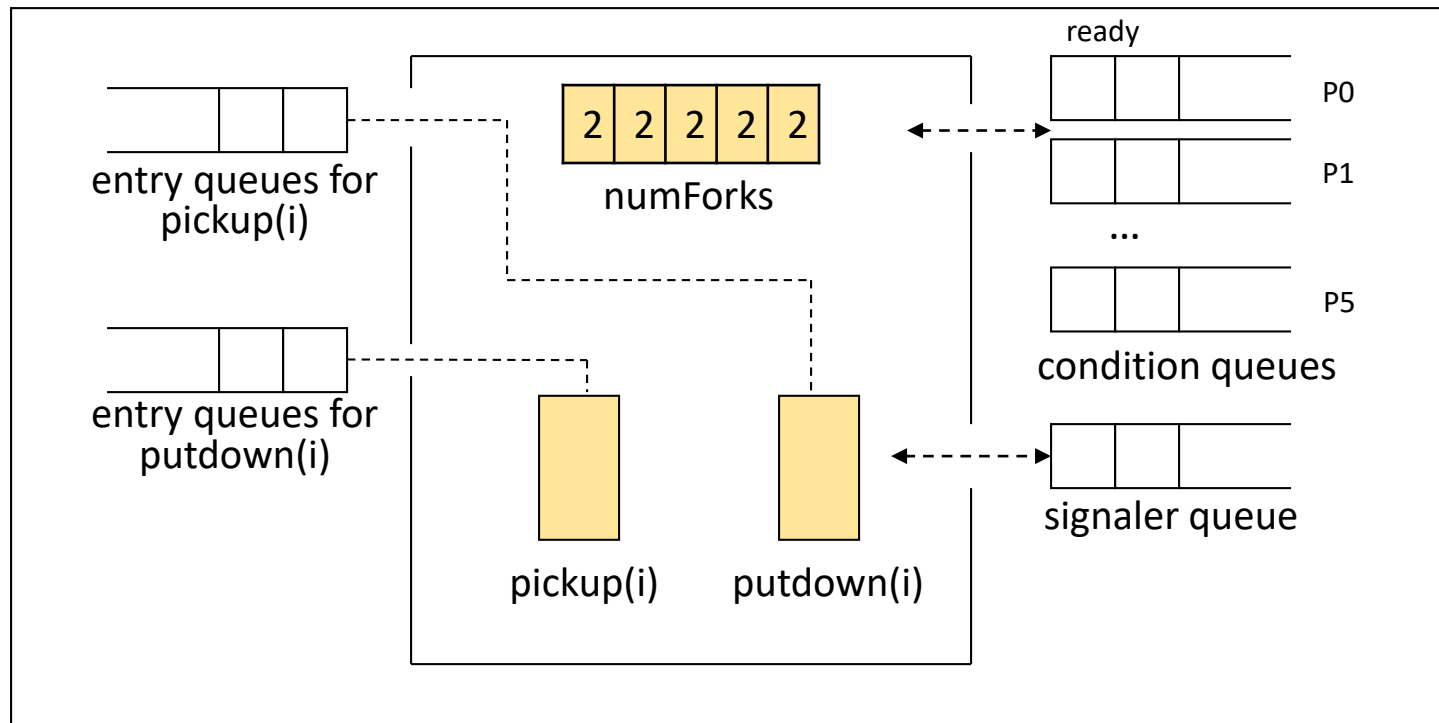 entry queues for
pickup(i)
entry queues for
putdown(i)
2 2 2 2 2
numForks
pickup(i)
putdown(i)
ready
P0
P1
...
P5
condition queues
signaler queue